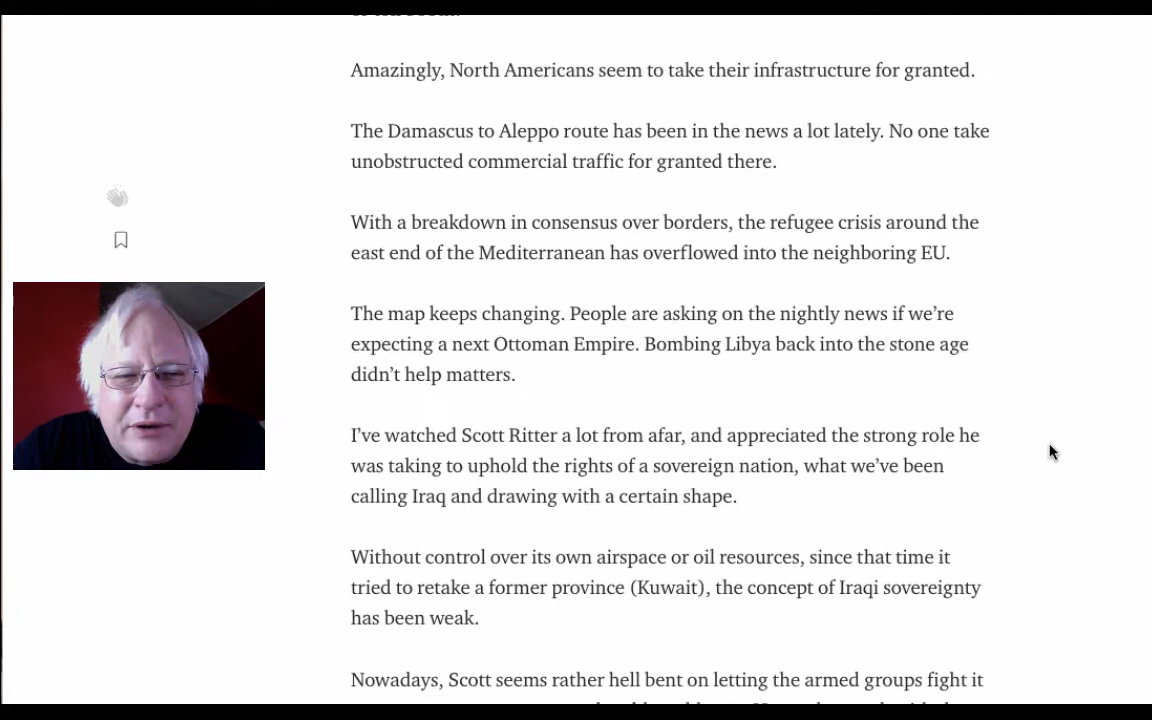 Amazingly, North Americans seem to take their infrastructure for granted.
The Damascus to Aleppo route has been in the news a lot lately. No one take
unobstructed commercial traffic for granted there.
With a breakdown in consensus over borders, the refugee crisis around the
east end of the Mediterranean has overflowed into the neighboring EU.
The map keeps changing. People are asking on the nightly news if we’re
expecting a next Ottoman Empire. Bombing Libya back into the stone age
didn’t help matters.
I’ve watched Scott Ritter a lot from afar, and appreciated the strong role he
was taking to uphold the rights of a sovereign nation, what we’ve been
calling Iraq and drawing with a certain shape.
Without control over its own airspace or oil resources, since that time it
tried to retake a former province (Kuwait), the concept of Iraqi sovereignty
has been weak.
Nowadays, Scott seems rather hell bent on letting the armed groups fight it